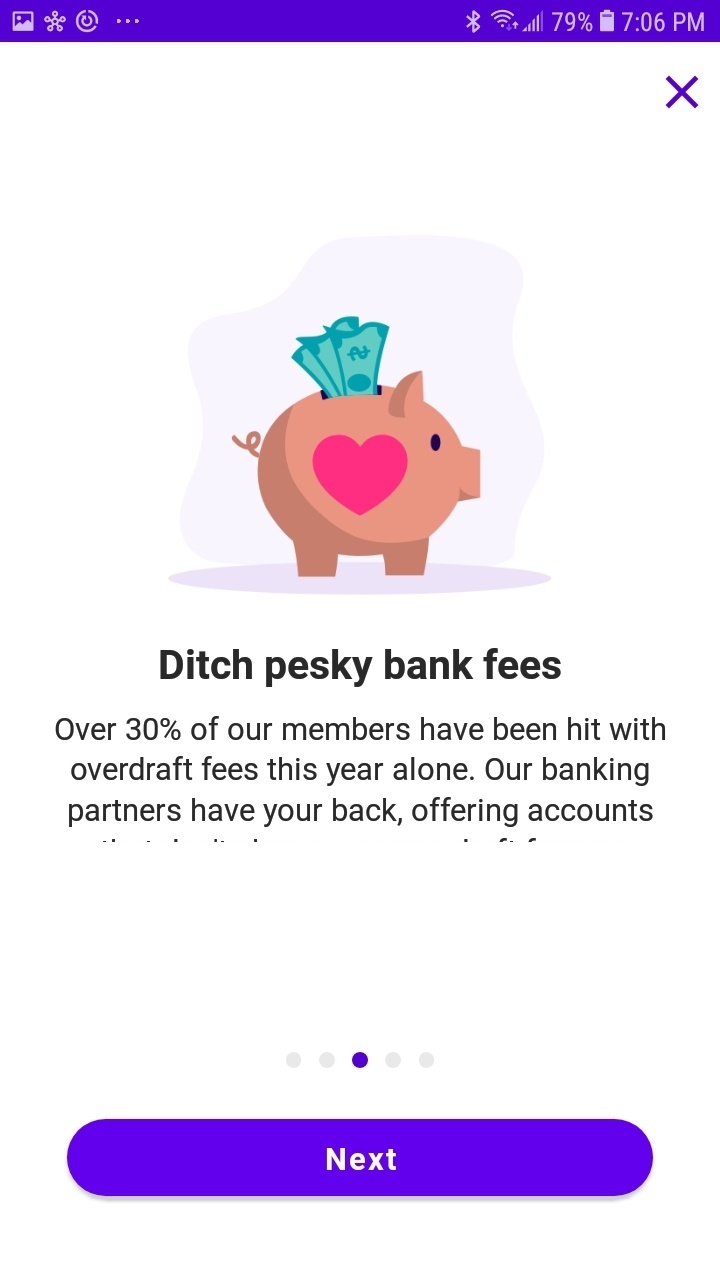 79% 7:06 PM
Ditch pesky bank fees
Over 30% of our members have been hit with
overdraft fees this year alone. Our banking
partners have your back, offering accounts
Next